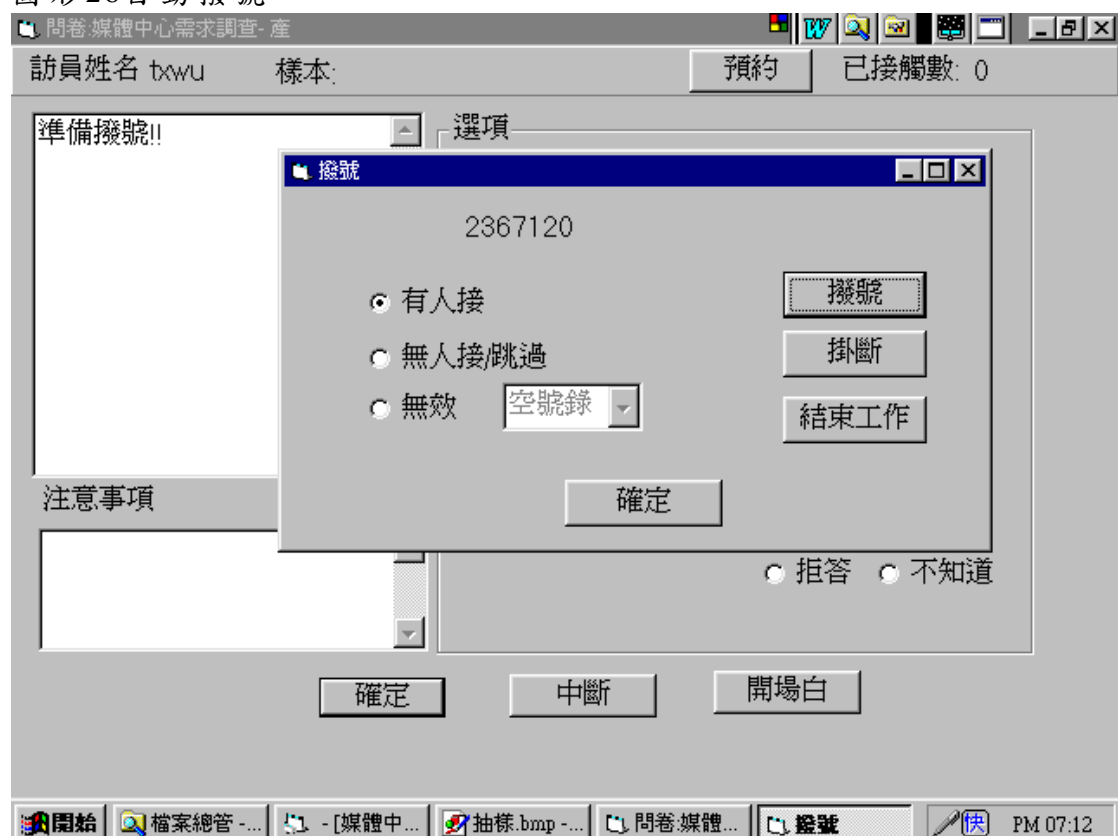 圖形26自動撥號
問卷:媒體中心需求調查- 產
訪員姓名 txwu 樣本: 預約 已接觸數: 0
準備撥號!! 選項
撥號
2367120
有人接 撥號
無人接/跳過 掛斷
無效 空號錄 結束工作
確定
注意事項
拒答 不知道
確定 中斷 開場白
開始 檔案總管 -... - [媒體中... 抽樣.bmp -... 問卷:媒體... 撥號 快 PM 07:12